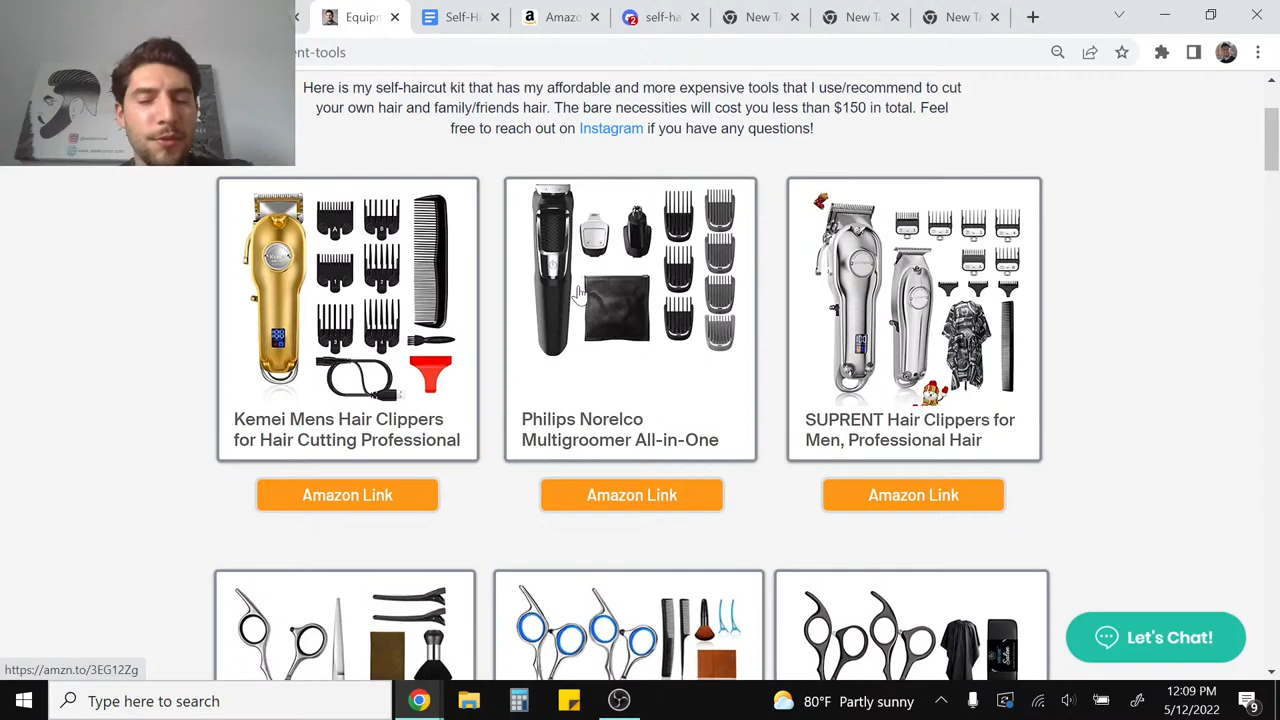 Equipn
Self-H
Amazo
self-ha
New Ta
New Ta
New Ta
ent-tools
Here is my self-haircut kit that has my affordable and more expensive tools that I use/recommend to cut
your own hair and family/friends hair. The bare necessities will cost you less than $150 in total. Feel
free to reach out on Instagram if you have any questions!
Kemei Mens Hair Clippers
for Hair Cutting Professional
Philips Norelco
Multigroomer All-in-One
SUPRENT Hair Clippers for
Men, Professional Hair
Amazon Link
Amazon Link
Amazon Link
Let's Chat!
https://amzn.to/3EG12Zg
Type here to search
80°F Partly sunny
12:09 PM
5/12/2022